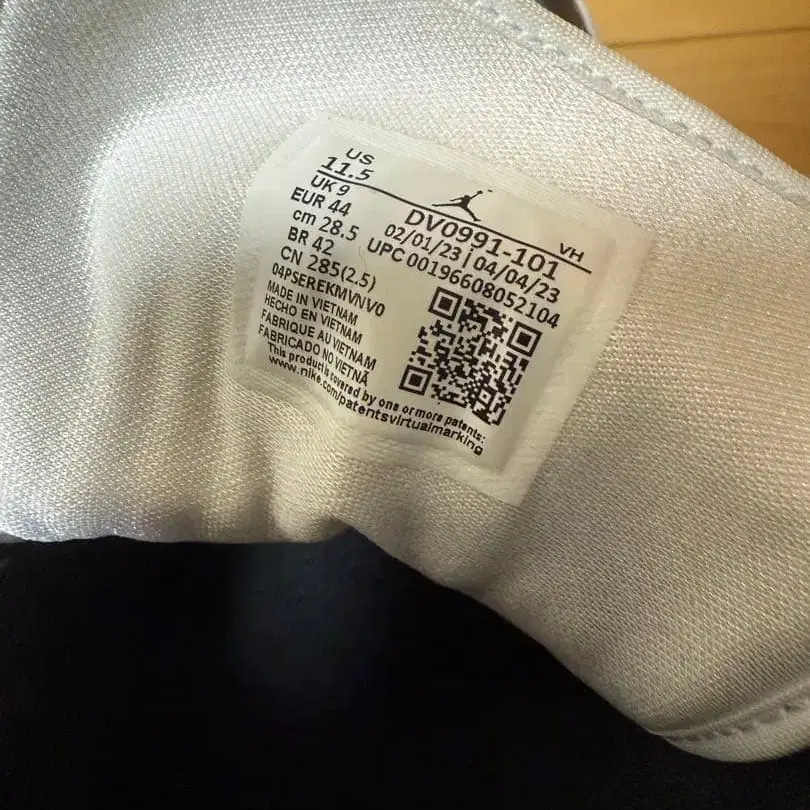 US
11.5
UK 9
EUR 44
cm 28.5
BR 42
CN 285(2.5)
04PSEREKMVNV0
MADE IN VIETNAM
HECHO EN VIETNAM
FABRIQUE AU VIETNAM
FABRICADO NO VIETNÃ
This product is covered by one or more patents:
www.nike.com/patentsvirtualmarking
VH
DV0991-101
02/01/23 | 04/04/23
UPC 00196608052104